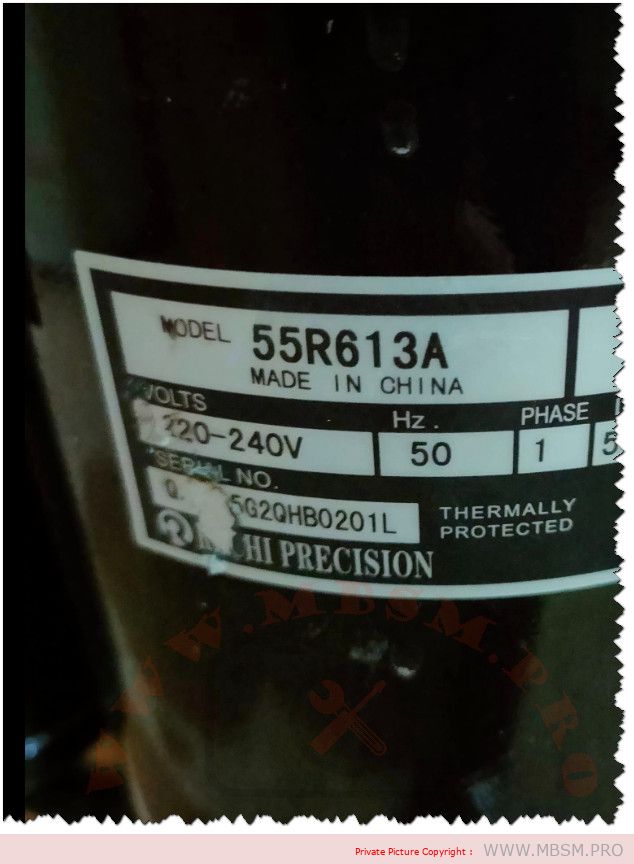 MODEL 55R613A
MADE IN CHINA
VOLTS Hz. PHASE
220-240V 50 1 5
SERIAL NO.
5G2QHB0201L
THERMALLY
PROTECTED
PRECISION
WWW.MBSM.PRO
Private Picture Copyright : WWW.MBSM.PRO